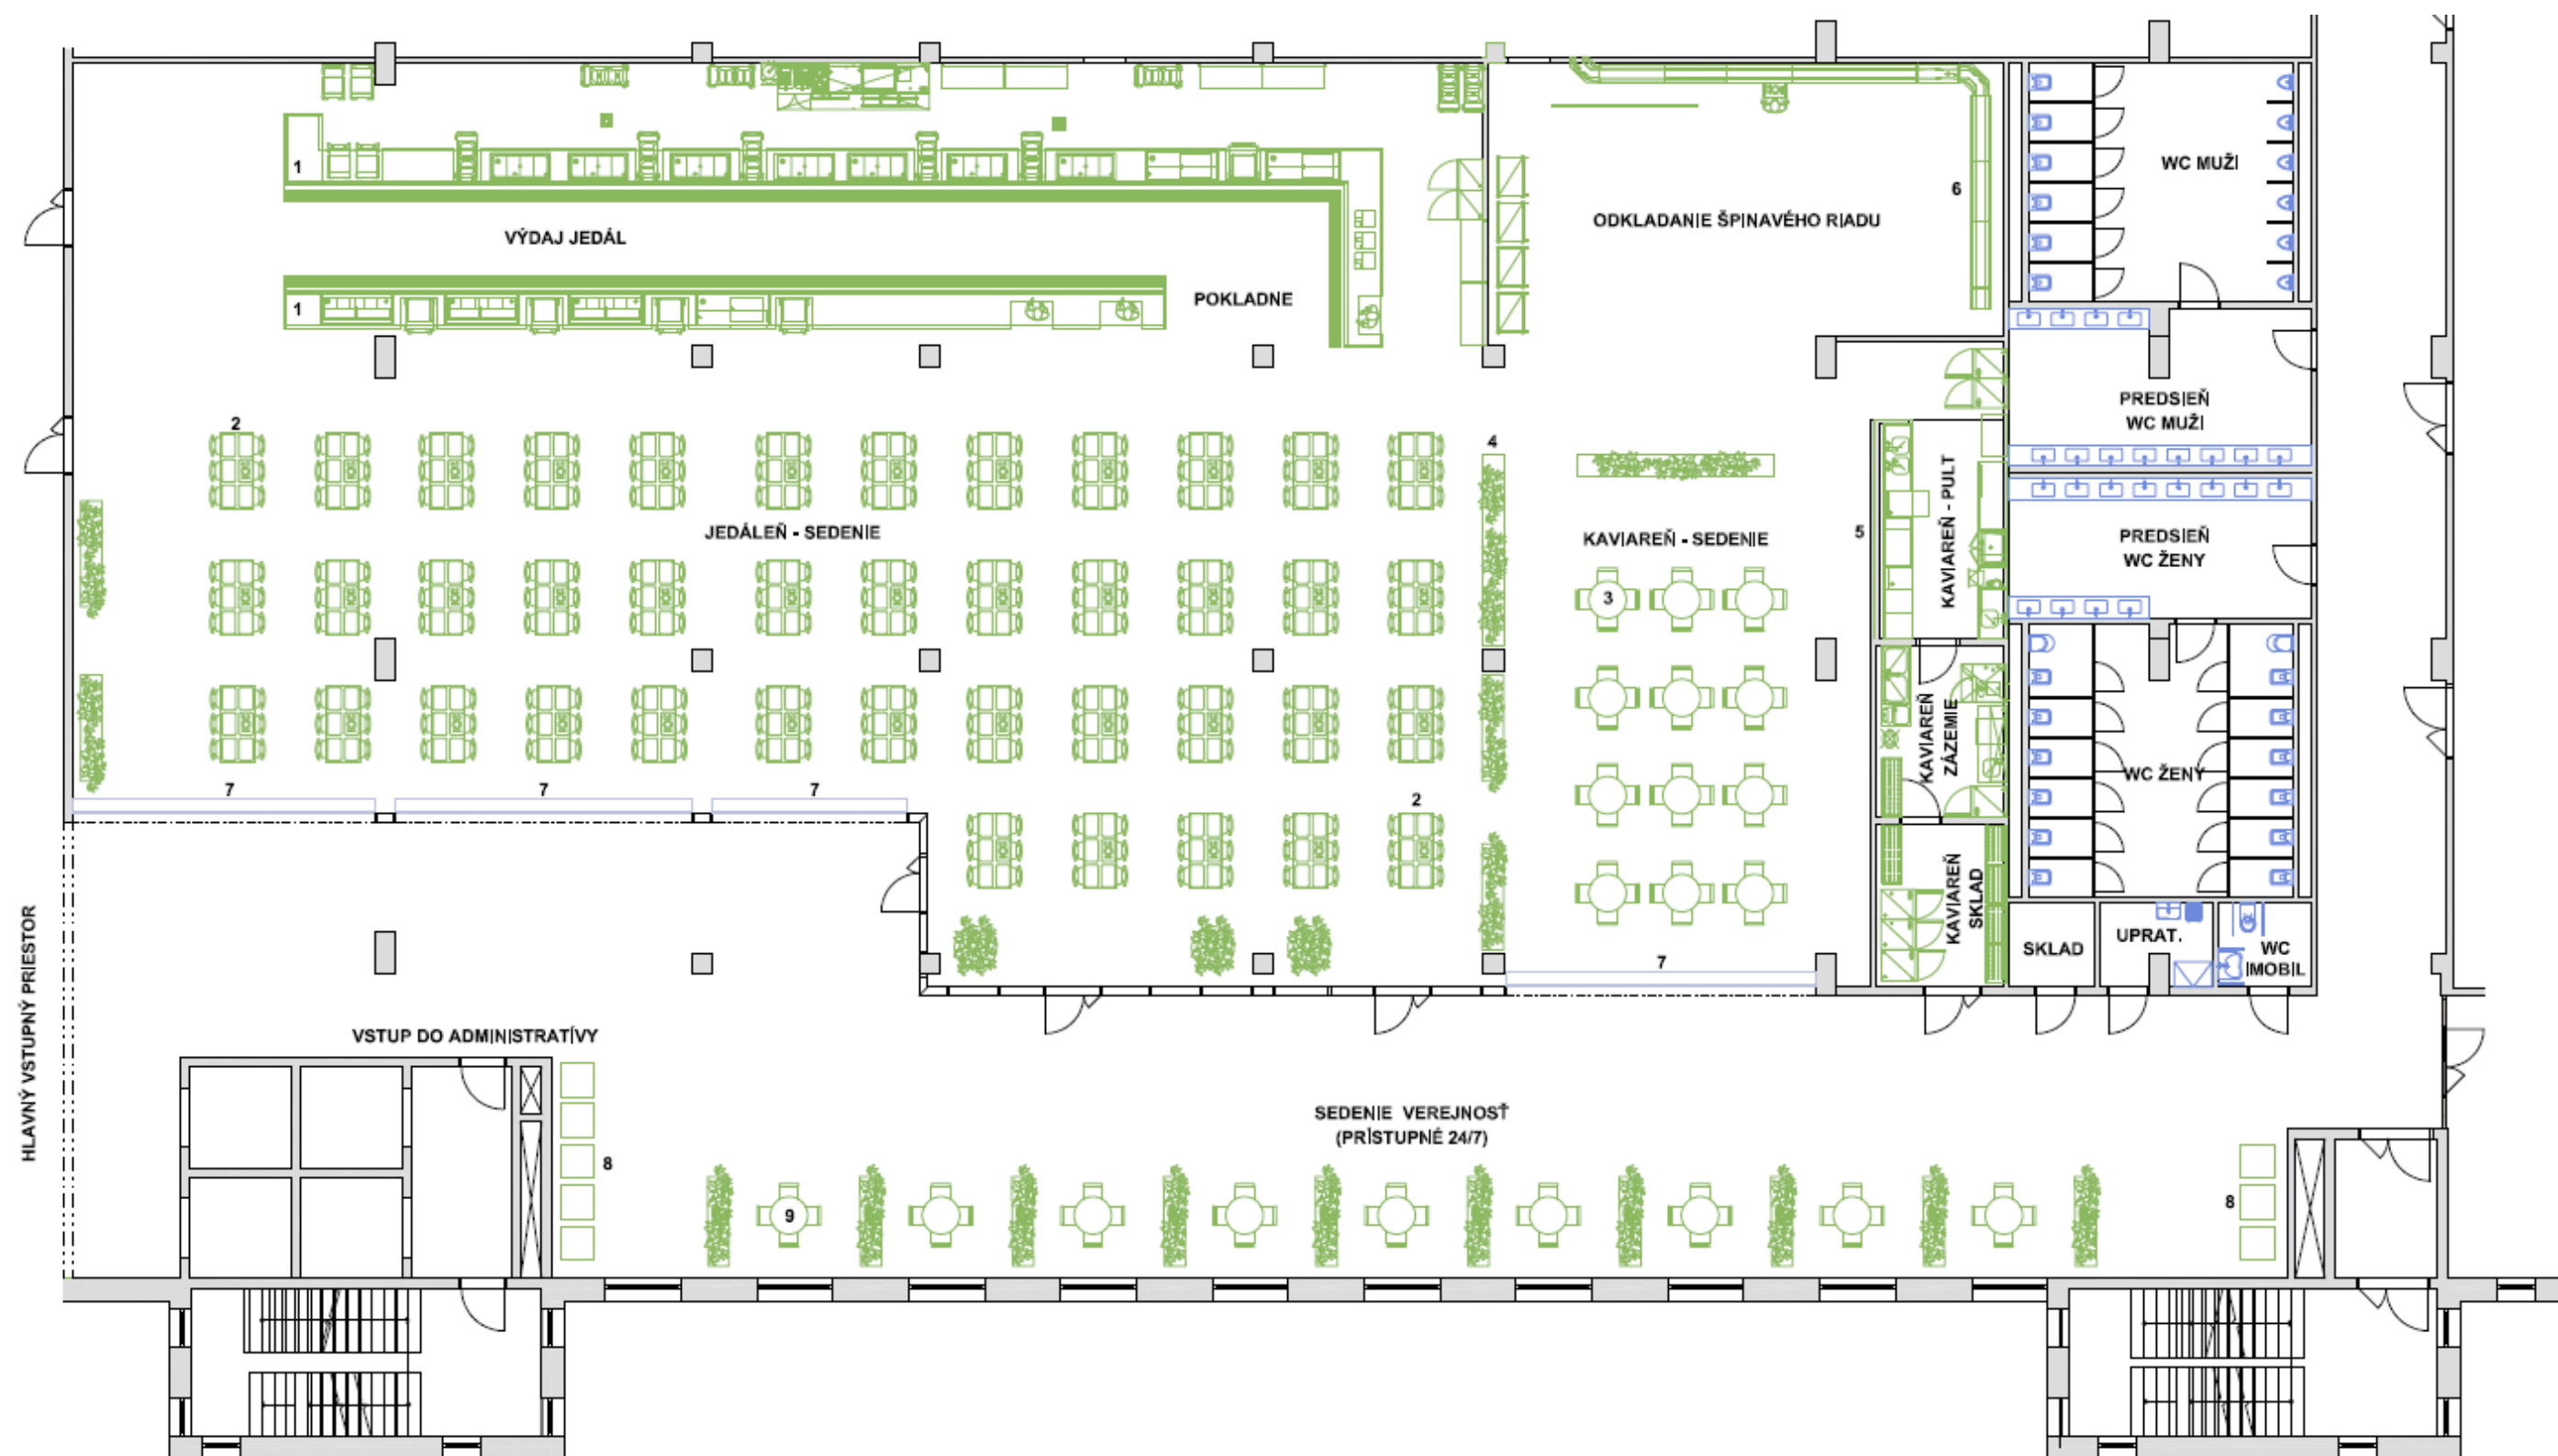 1
VÝDAJ JEDÁL
1
POKLADNE
ODKLADANIE ŠPINAVÉHO RIADU
6
WC MUŽI
PREDSIEŇ
WC MUŽI
2
JEDÁLEŇ - SEDENIE
4
KAVIAREŇ - SEDENIE
3
5
KAVIAREŇ - PULT
PREDSIEŇ
WC ŽENY
KAVIAREŇ
ZÁZEMIE
WC ŽENY
7
7
7
2
KAVIAREŇ
SKLAD
7
SKLAD
UPRAT.
WC
IMOBIL
HLAVNÝ VSTUPNÝ PRIESTOR
VSTUP DO ADMINISTRATÍVY
8
SEDENIE VEREJNOSŤ
(PRÍSTUPNÉ 24/7)
9
8